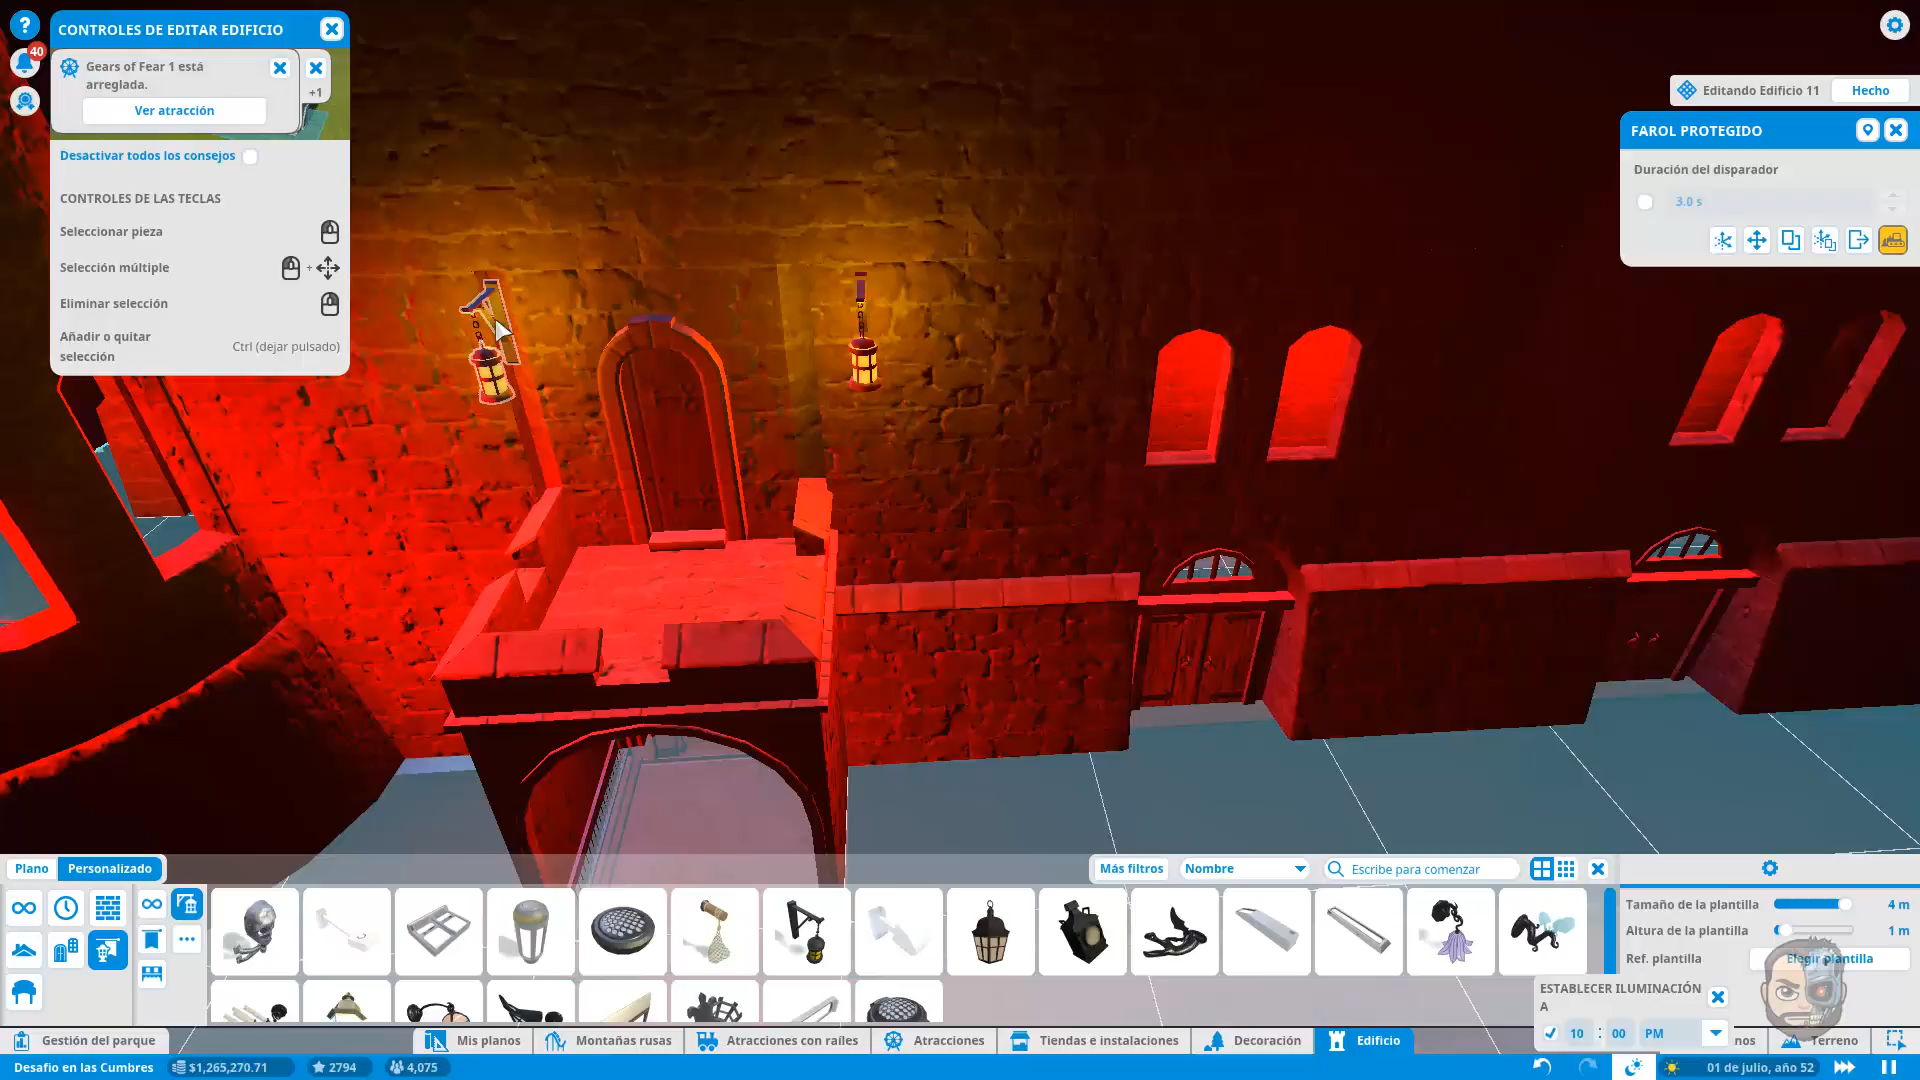 CONTROLES DE EDITAR EDIFICIO
40
Gears of Fear 1 está
arreglada.
+1
Ver atracción
Desactivar todos los consejos
CONTROLES DE LAS TECLAS
Seleccionar pieza
Selección múltiple
+
Eliminar selección
Añadir o quitar
selección
Ctrl (dejar pulsado)
Editando Edificio 11
Hecho
FAROL PROTEGIDO
Duración del disparador
3.0 s
Plano
Personalizado
Más filtros
Nombre
Escribe para comenzar
Tamaño de la plantilla
4 m
Altura de la plantilla
1 m
Ref. plantilla
Elegir plantilla
ESTABLECER ILUMINACIÓN
A
10 : 00 PM
Gestión del parque
Mis planos
Montañas rusas
Atracciones con raíles
Atracciones
Tiendas e instalaciones
Decoración
Edificio
nos
Terreno
Desafío en las Cumbres
$1,265,270.71
2794
4,075
01 de julio, año 52